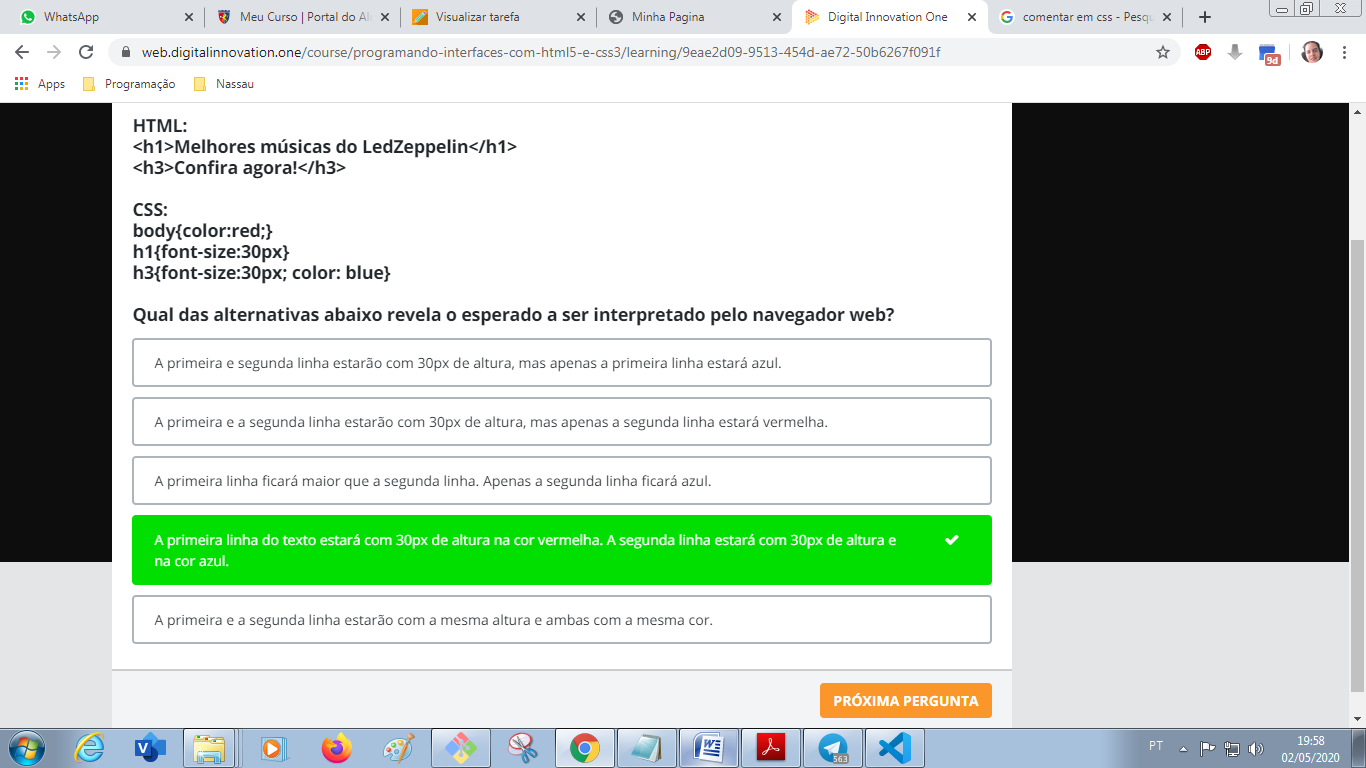 WhatsApp
Meu Curso | Portal do Al
Visualizar tarefa
Minha Pagina
Digital Innovation One
comentar em css - Pesqu
web.digitalinnovation.one/course/programando-interfaces-com-html5-e-css3/learning/9eae2d09-9513-454d-ae72-50b6267f091f
ABP
9d
Apps
Programação
Nassau
HTML:
<h1>Melhores músicas do LedZeppelin</h1>
<h3>Confira agora!</h3>
CSS:
body{color:red;}
h1{font-size:30px}
h3{font-size:30px; color: blue}
Qual das alternativas abaixo revela o esperado a ser interpretado pelo navegador web?
A primeira e segunda linha estarão com 30px de altura, mas apenas a primeira linha estará azul.
A primeira e a segunda linha estarão com 30px de altura, mas apenas a segunda linha estará vermelha.
A primeira linha ficará maior que a segunda linha. Apenas a segunda linha ficará azul.
A primeira linha do texto estará com 30px de altura na cor vermelha. A segunda linha estará com 30px de altura e
na cor azul.
A primeira e a segunda linha estarão com a mesma altura e ambas com a mesma cor.
PRÓXIMA PERGUNTA
563
PT
19:58
02/05/2020